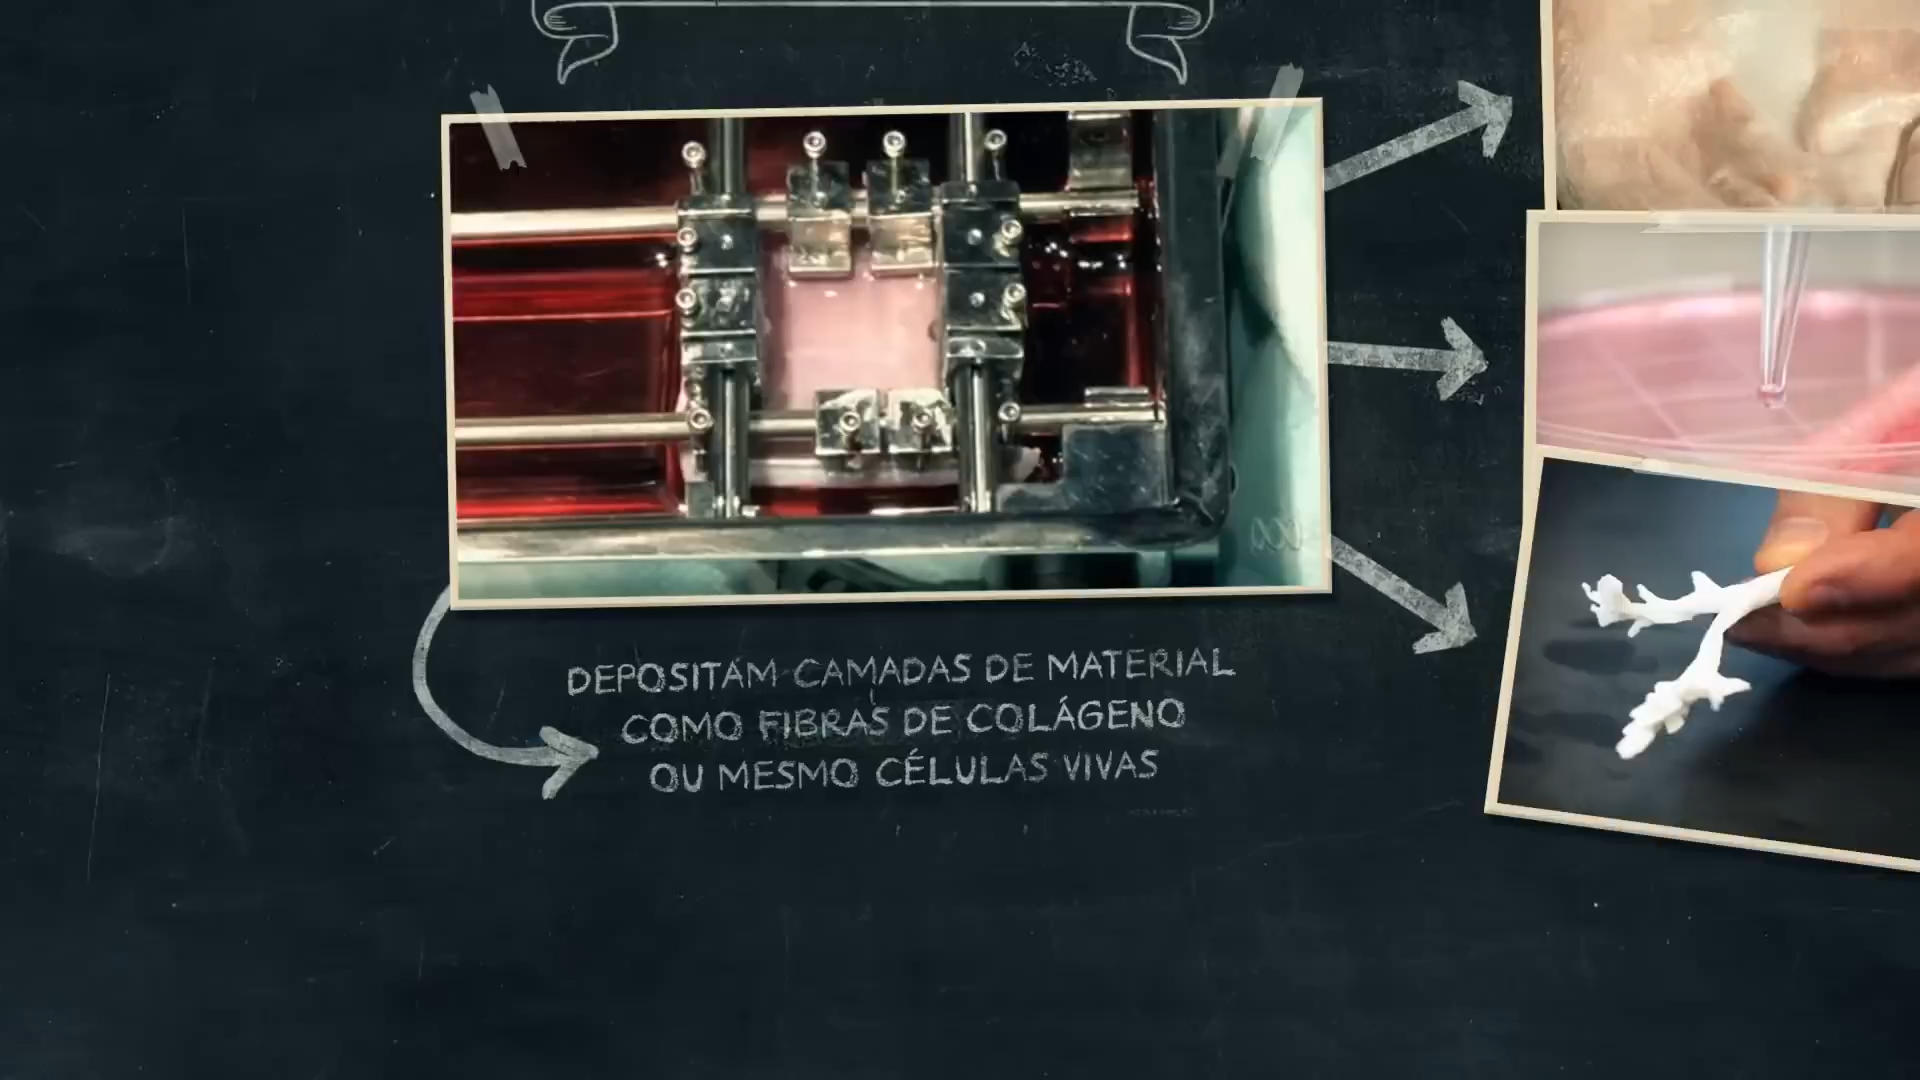 DEPOSITAM CAMADAS DE MATERIAL
COMO FIBRAS DE COLÁGENO
OU MESMO CÉLULAS VIVAS